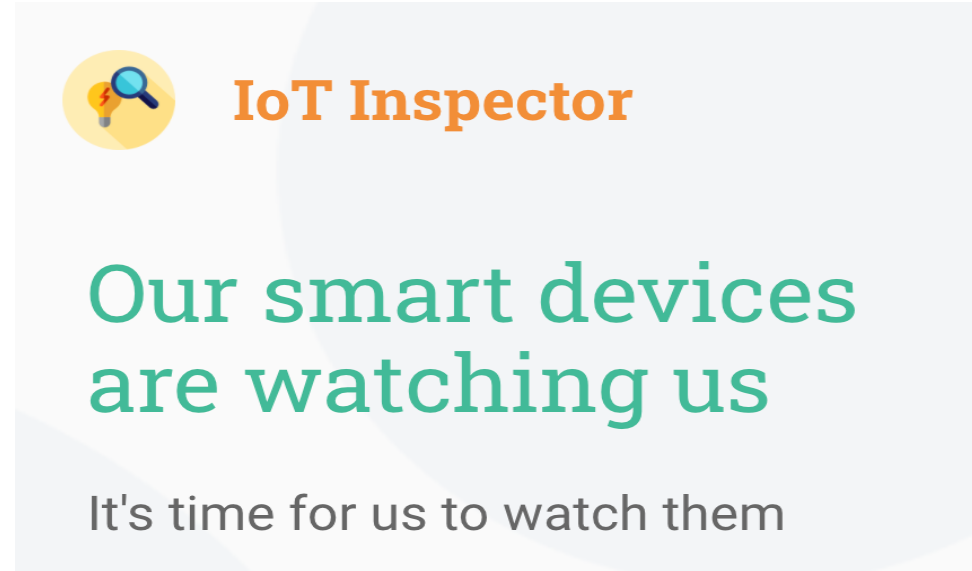 IoT Inspector
Our smart devices
are watching us
It's time for us to watch them